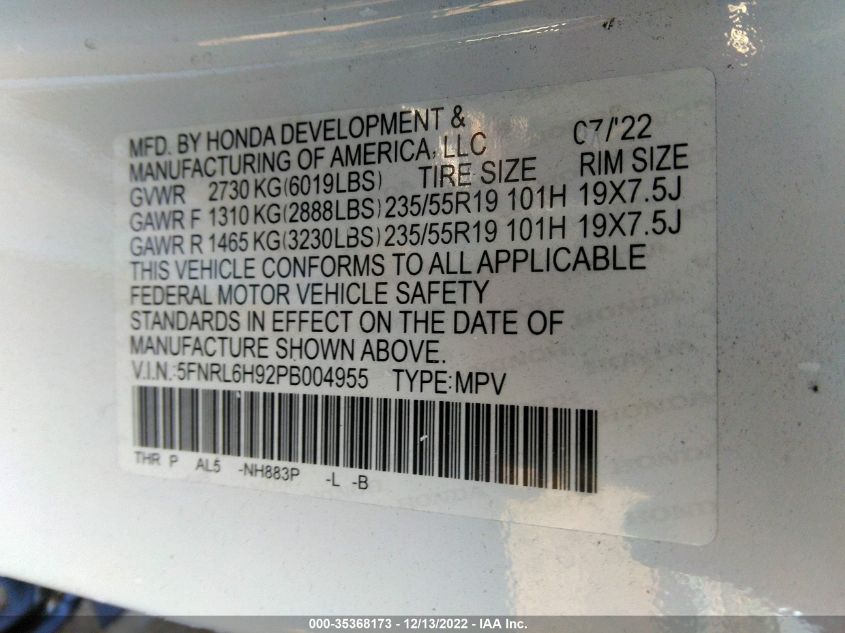 MFD. BY HONDA DEVELOPMENT & 07/'22
MANUFACTURING OF AMERICA, LLC
GVWR 2730 KG(6019LBS) TIRE SIZE RIM SIZE
GAWR F 1310 KG(2888LBS) 235/55R19 101H 19X7.5J
GAWR R 1465 KG(3230LBS) 235/55R19 101H 19X7.5J
THIS VEHICLE CONFORMS TO ALL APPLICABLE
FEDERAL MOTOR VEHICLE SAFETY
STANDARDS IN EFFECT ON THE DATE OF
MANUFACTURE SHOWN ABOVE.
V.I.N.:5FNRL6H92PB004955 TYPE:MPV
THR P AL5 -NH883P -L -B
000-35368173 - 12/13/2022 - IAA Inc.